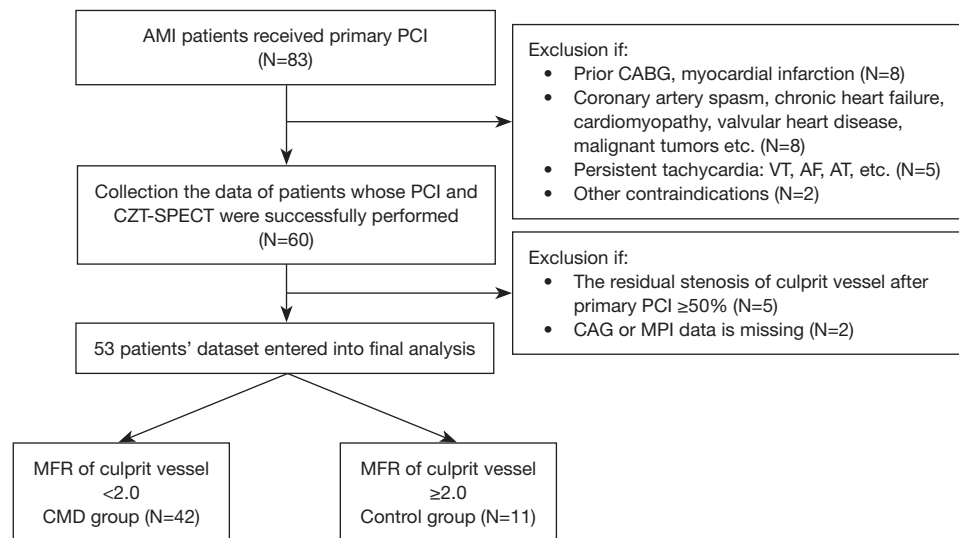 AMI patients received primary PCI
(N=83)
Exclusion if:
• Prior CABG, myocardial infarction (N=8)
• Coronary artery spasm, chronic heart failure,
cardiomyopathy, valvular heart disease,
malignant tumors etc. (N=8)
• Persistent tachycardia: VT, AF, AT, etc. (N=5)
• Other contraindications (N=2)
Collection the data of patients whose PCI and
CZT-SPECT were successfully performed
(N=60)
Exclusion if:
• The residual stenosis of culprit vessel after
primary PCI ≥50% (N=5)
• CAG or MPI data is missing (N=2)
53 patients’ dataset entered into final analysis
MFR of culprit vessel
<2.0
CMD group (N=42)
MFR of culprit vessel
≥2.0
Control group (N=11)